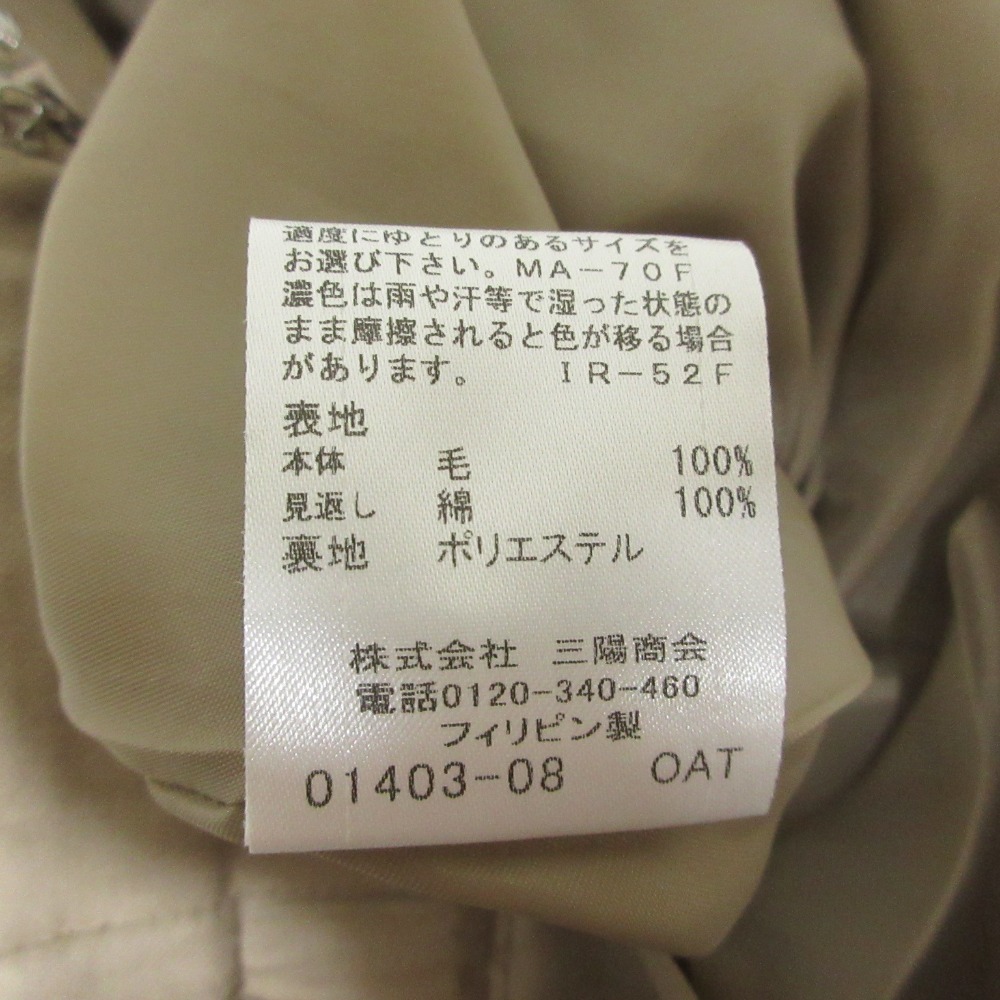 適度にゆとりのあるサイズを
お選び下さい。MA-70F
濃色は雨や汗等で湿った状態の
まま摩擦されると色が移る場合
があります。 IR-52F
表地
本体 毛 100%
見返し 綿 100%
裏地 ポリエステル
株式会社 三陽商会
電話0120-340-460
フィリピン製
01403-08 OAT